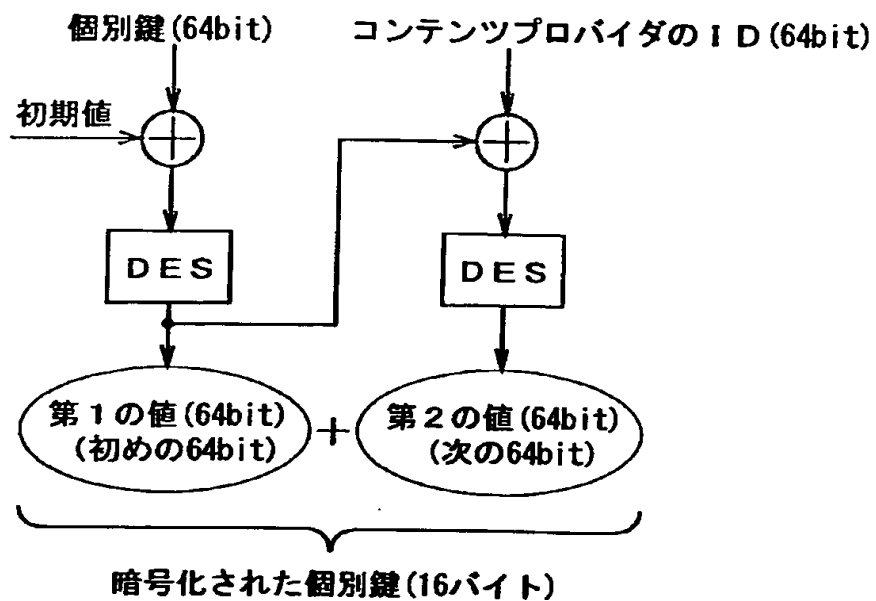 個別鍵(64bit)
コンテンツプロバイダのID(64bit)
初期値
DES
DES
第1の値(64bit)
(初めの64bit)
+
第2の値(64bit)
(次の64bit)
暗号化された個別鍵(16バイト)